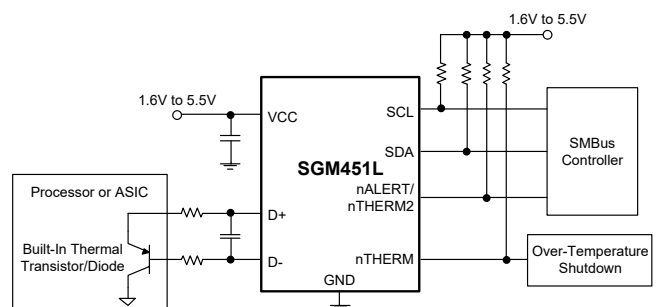 1.6V to 5.5V
1.6V to 5.5V
VCC
SCL
SDA
SGM451L
nALERT/
nTHERM2
SMBus
Controller
Processor or ASIC
D+
Built-In Thermal
Transistor/Diode
D-
nTHERM
GND
Over-Temperature
Shutdown